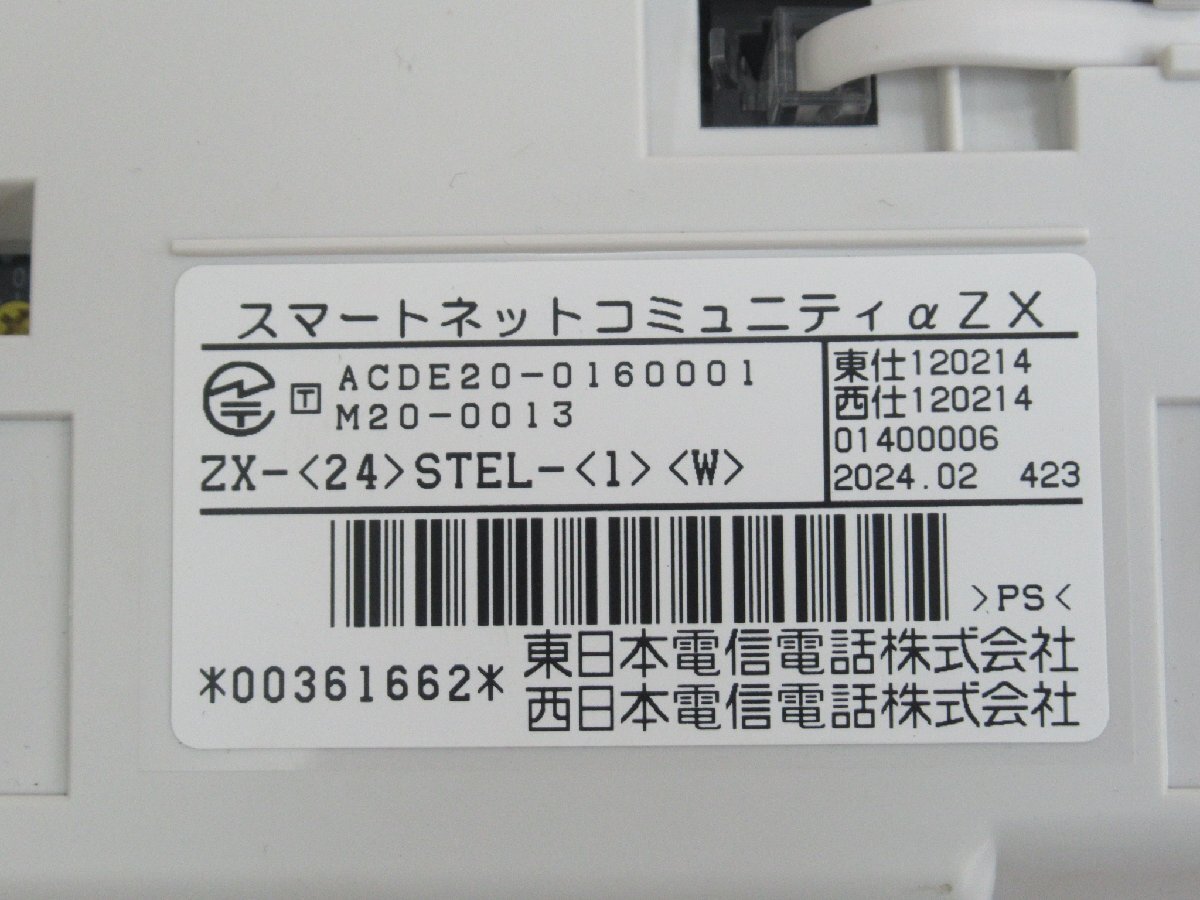 スマートネットコミュニティαZX
T ACDE20-0160001
M20-0013
ZX-<24>STEL-<1><W>
東仕120214
西仕120214
01400006
2024.02 423
>PS<
*00361662*
東日本電信電話株式会社
西日本電信電話株式会社